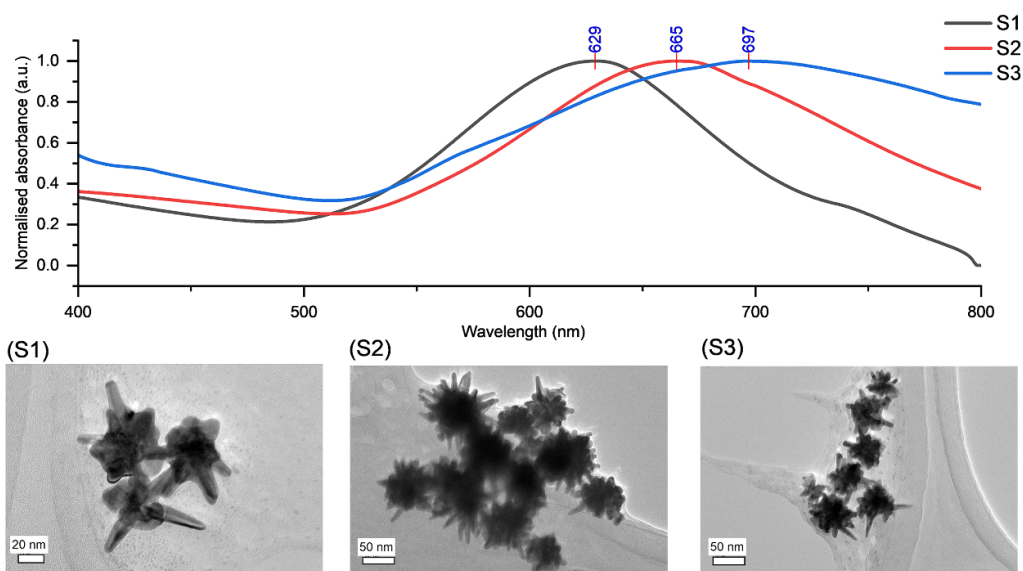 S1
S2
S3
629
665
697
Normalised absorbance (a.u.)
1.0
0.8
0.6
0.4
0.2
0.0
400
500
600
700
800
Wavelength (nm)
(S1)
(S2)
(S3)
20 nm
50 nm
50 nm